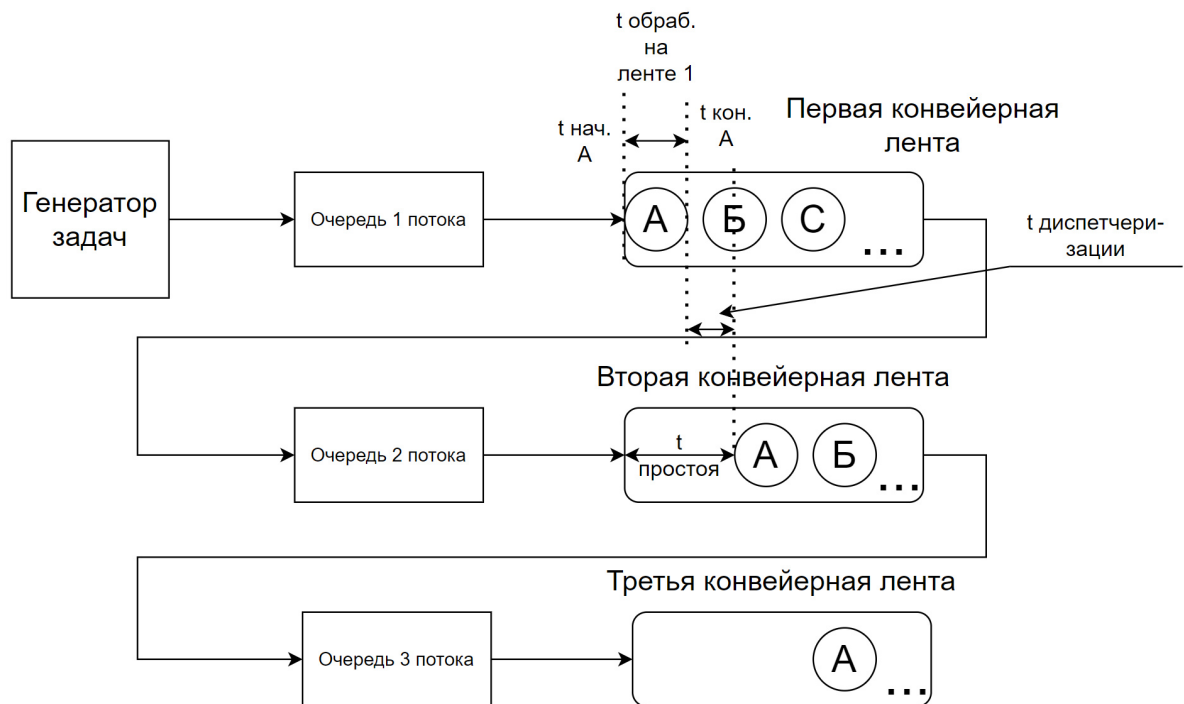 t обраб.
на
ленте 1
t нач.
А
t кон.
А
Первая конвейерная
лента
Генератор
задач
Очередь 1 потока
А
Б
С
...
t диспетчери-
зации
Вторая конвейерная лента
Очередь 2 потока
t
простоя
А
Б
...
Третья конвейерная лента
Очередь 3 потока
А
...